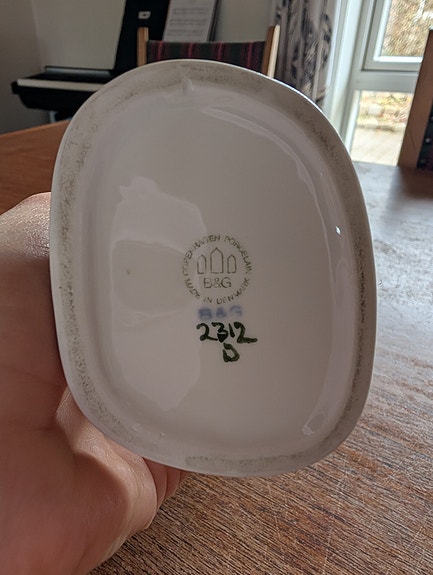 COPENHAGEN PORCELAIN
B&G
MADE IN DENMARK
B&G
2312
D